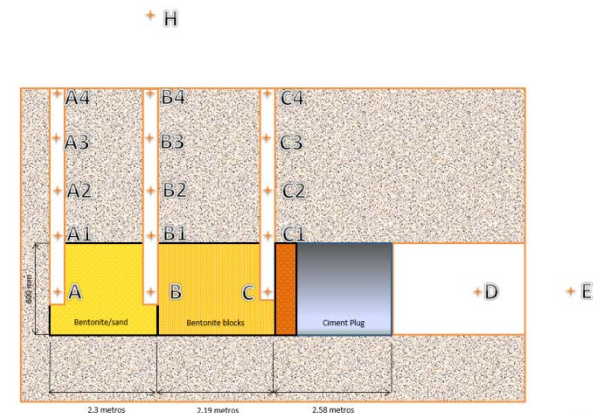 H
A4 B4 C4
A3 B3 C3
A2 B2 C2
A1 B1 C1
600 mm
A B C D E
Bentonite/sand Bentonite blocks Ciment Plug
2.3 metros 2.19 metros 2.58 metros